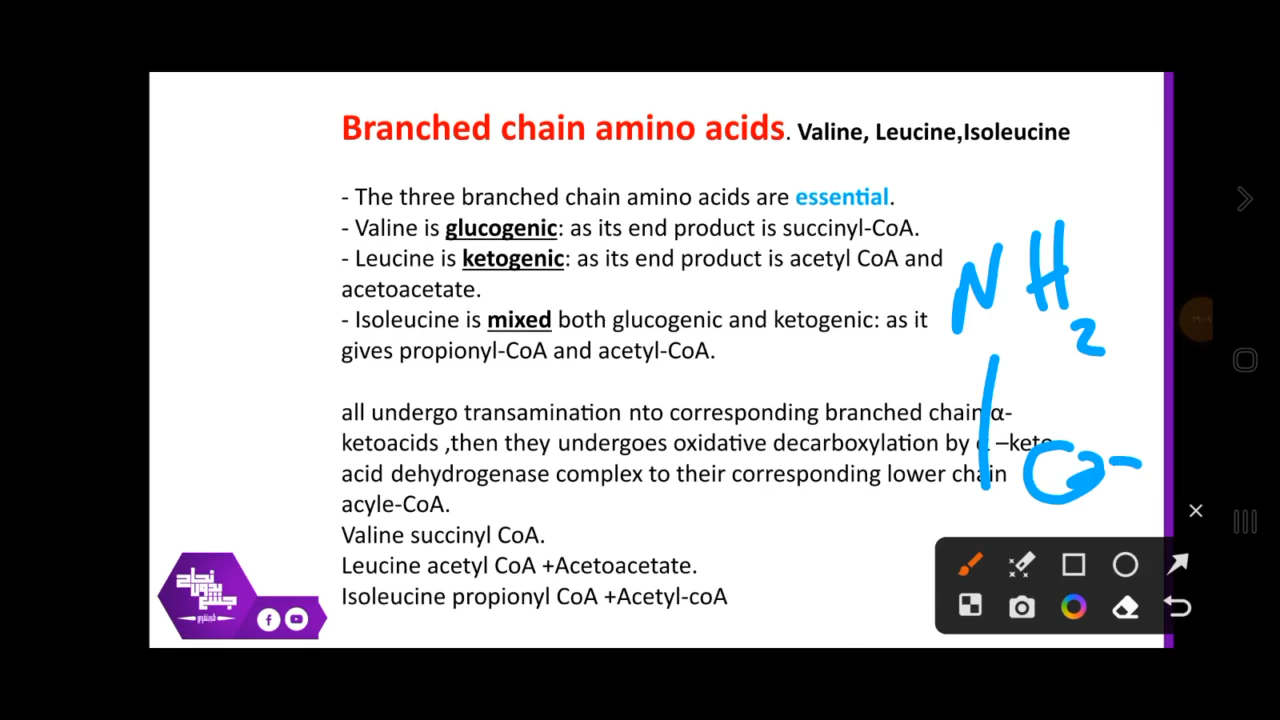 Branched chain amino acids. Valine, Leucine,Isoleucine
- The three branched chain amino acids are essential.
- Valine is glucogenic: as its end product is succinyl-CoA.
- Leucine is ketogenic: as its end product is acetyl CoA and
acetoacetate.
- Isoleucine is mixed both glucogenic and ketogenic: as it
gives propionyl-CoA and acetyl-CoA.
NH2
all undergo transamination nto corresponding branched chain α-
ketoacids ,then they undergoes oxidative decarboxylation by α –keto
acid dehydrogenase complex to their corresponding lower chain
acyle-CoA.
Valine succinyl CoA.
Leucine acetyl CoA +Acetoacetate.
Isoleucine propionyl CoA +Acetyl-coA
نجاح
بدون